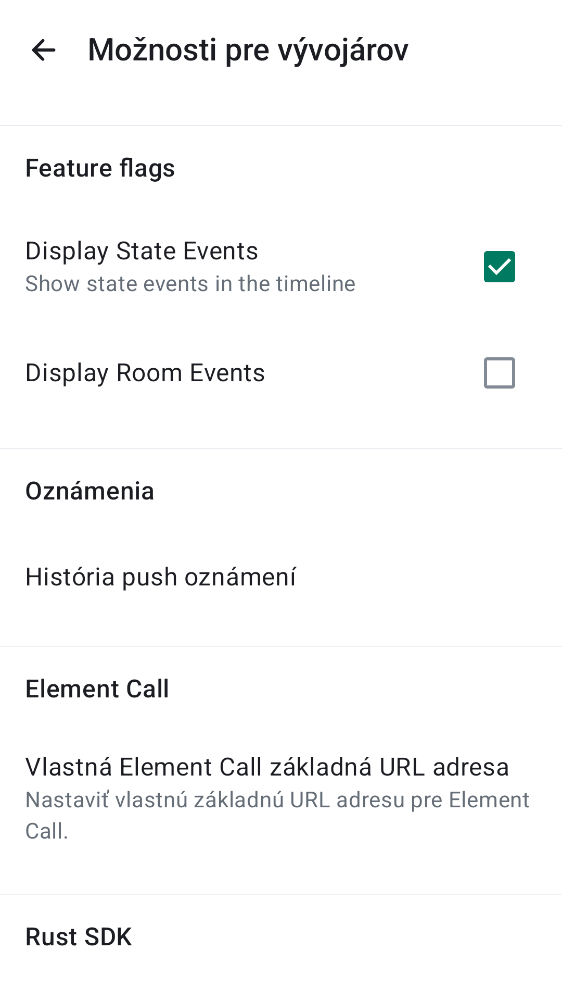 Možnosti pre vývojárov
Feature flags
Display State Events
Show state events in the timeline
Display Room Events
Oznámenia
História push oznámení
Element Call
Vlastná Element Call základná URL adresa
Nastaviť vlastnú základnú URL adresu pre Element
Call.
Rust SDK